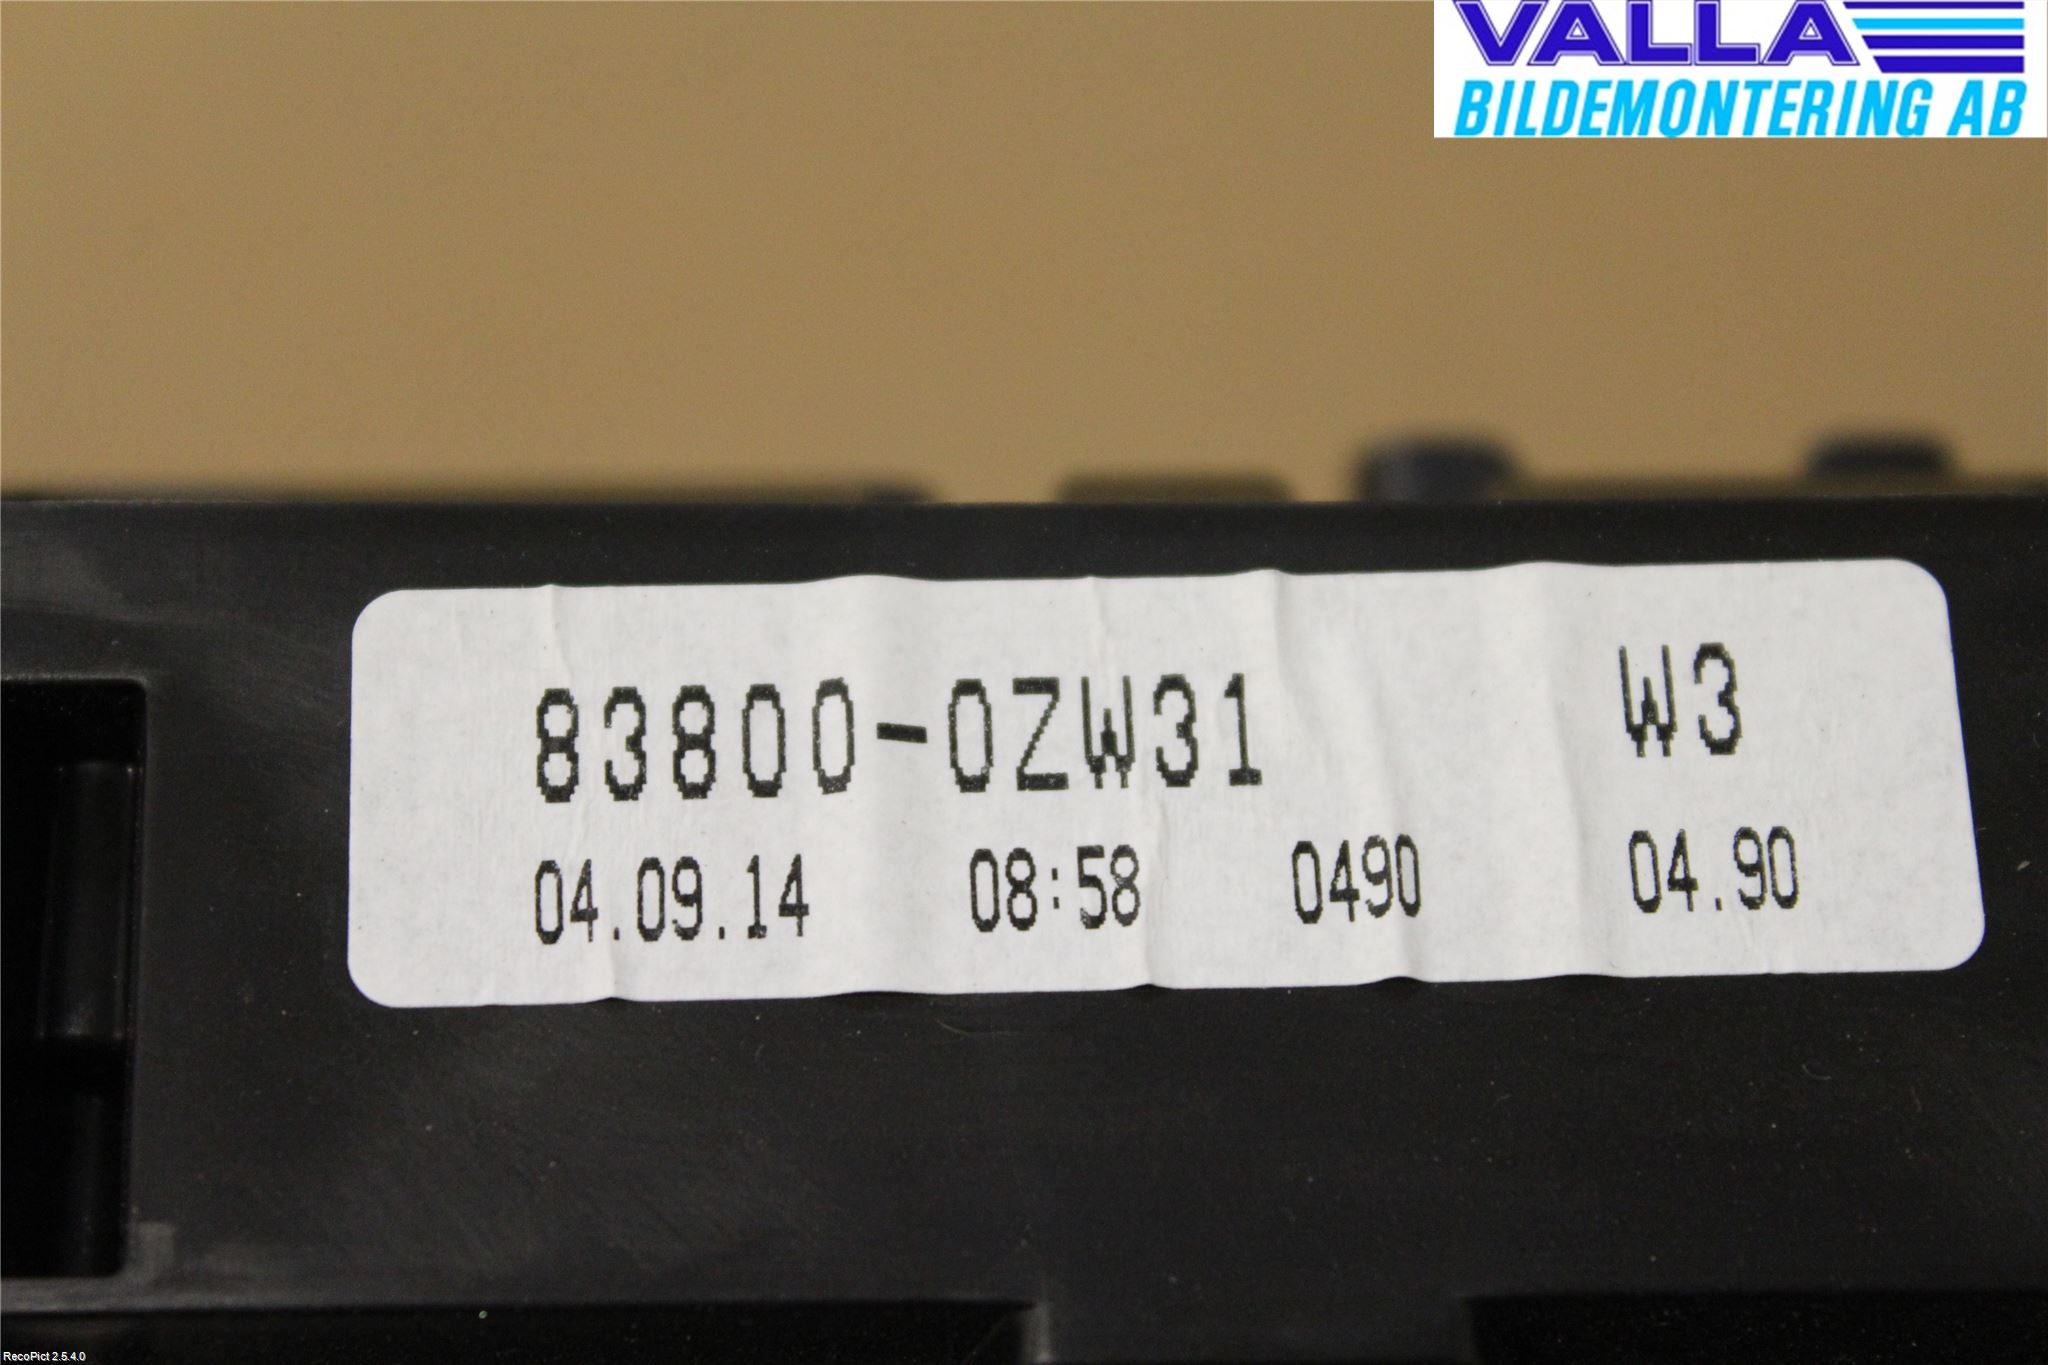 VALLA
BILDEMONTERING AB
83800-0ZW31 W3
04.09.14 08:58 0490 04.90
RecoPict 2.5.4.0